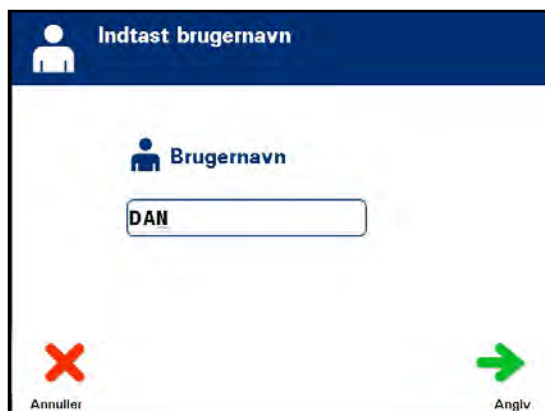 Indtast brugernavn
Brugernavn
DAN
Annuller
Angiv